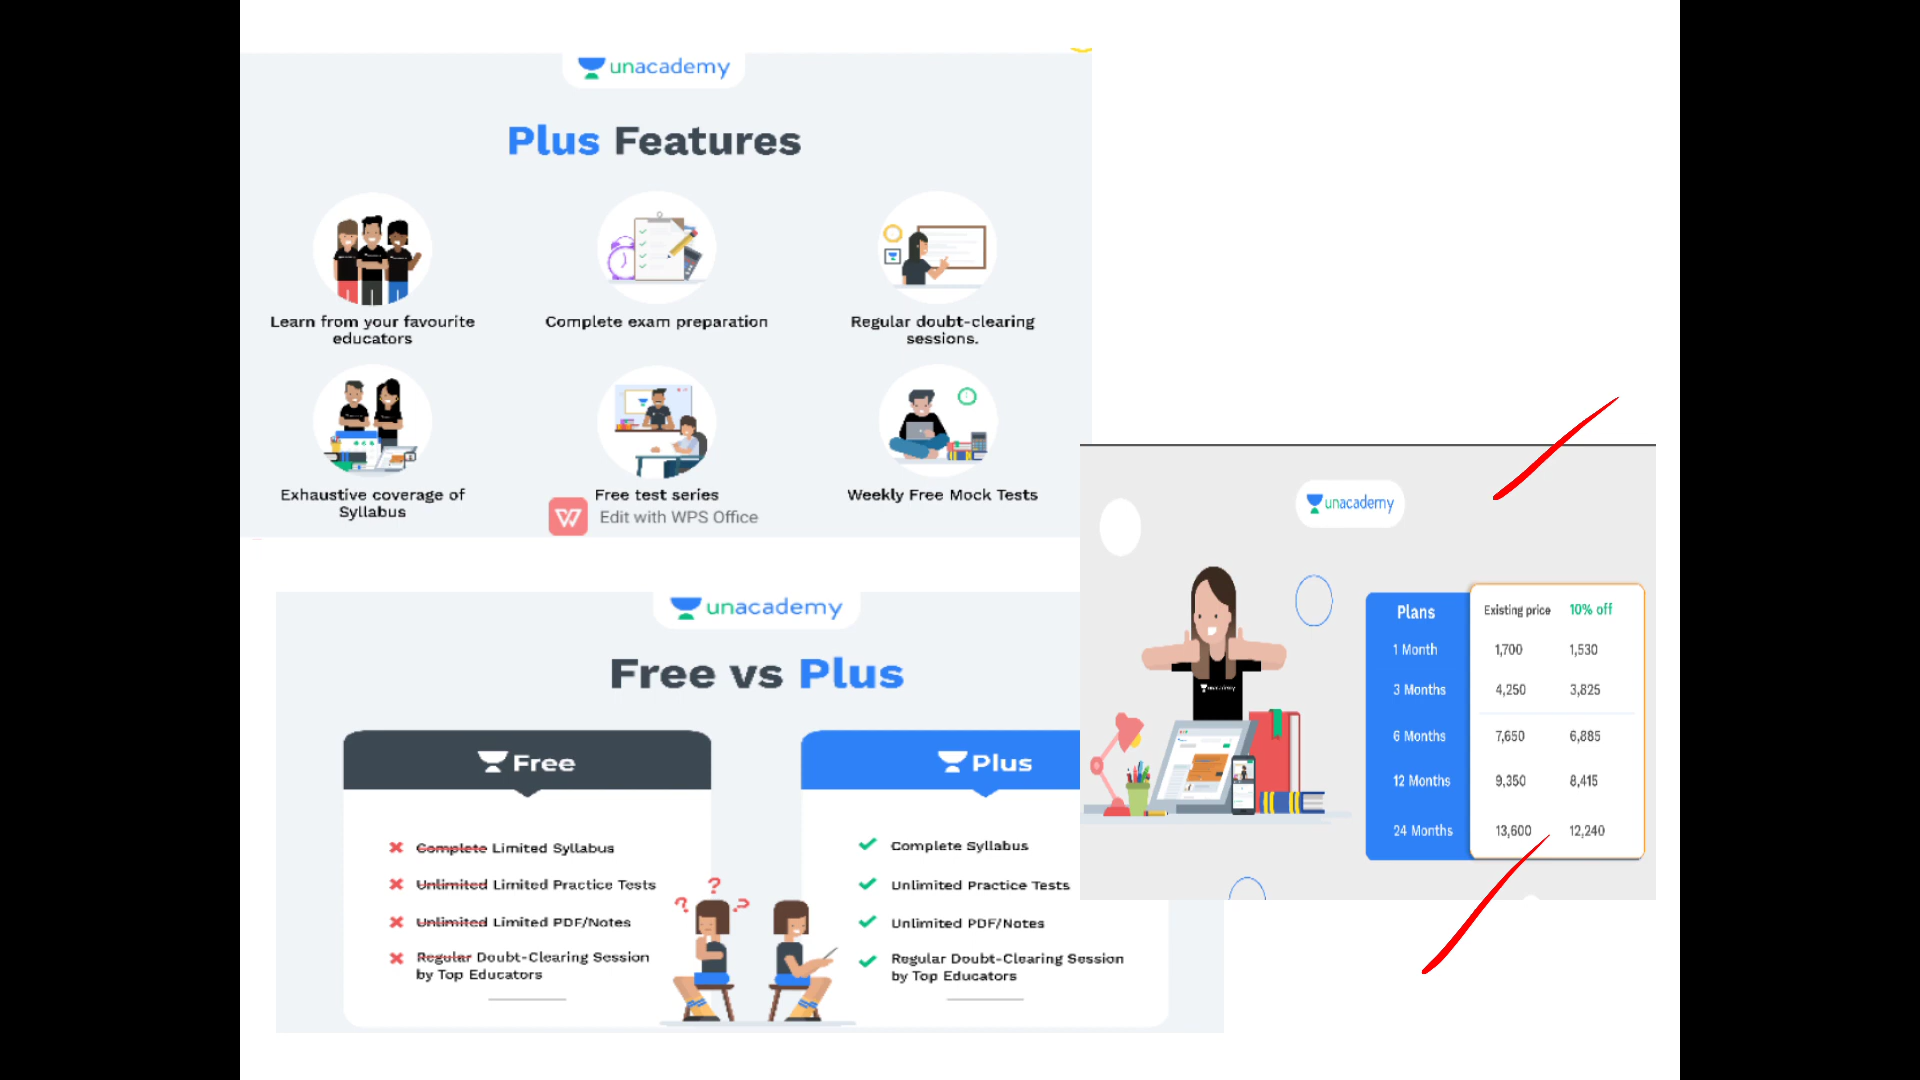 unacademy
Plus Features
Learn from your favourite
educators
Complete exam preparation
Regular doubt-clearing
sessions.
Exhaustive coverage of
Syllabus
Free test series
Weekly Free Mock Tests
Edit with WPS Office
unacademy
Free vs Plus
Free
Complete Limited Syllabus
Unlimited Limited Practice Tests
Unlimited Limited PDF/Notes
Regular Doubt-Clearing Session
by Top Educators
Plus
Complete Syllabus
Unlimited Practice Tests
Unlimited PDF/Notes
Regular Doubt-Clearing Session
by Top Educators
unacademy
unacademy
Plans Existing price 10% off
1 Month 1,700 1,530
3 Months 4,250 3,825
6 Months 7,650 6,885
12 Months 9,350 8,415
24 Months 13,600 12,240